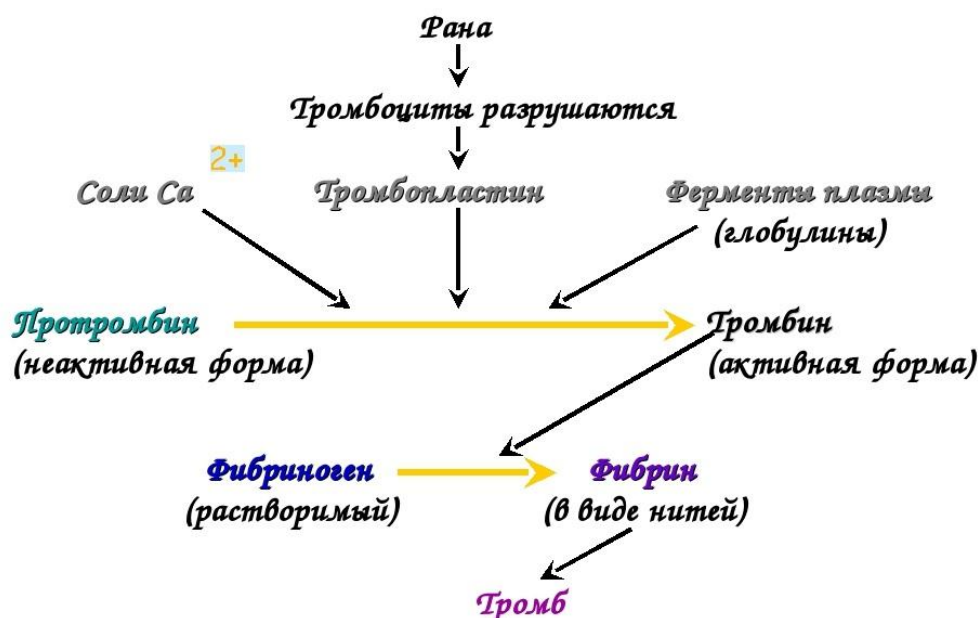 Рана
Тромбоциты разрушаются
2+
Соли Са Тромбопластин Ферменты плазмы
(глобулины)
Протромбин Тромбин
(неактивная форма) (активная форма)
Фибриноген Фибрин
(растворимый) (в виде нитей)
Тромб